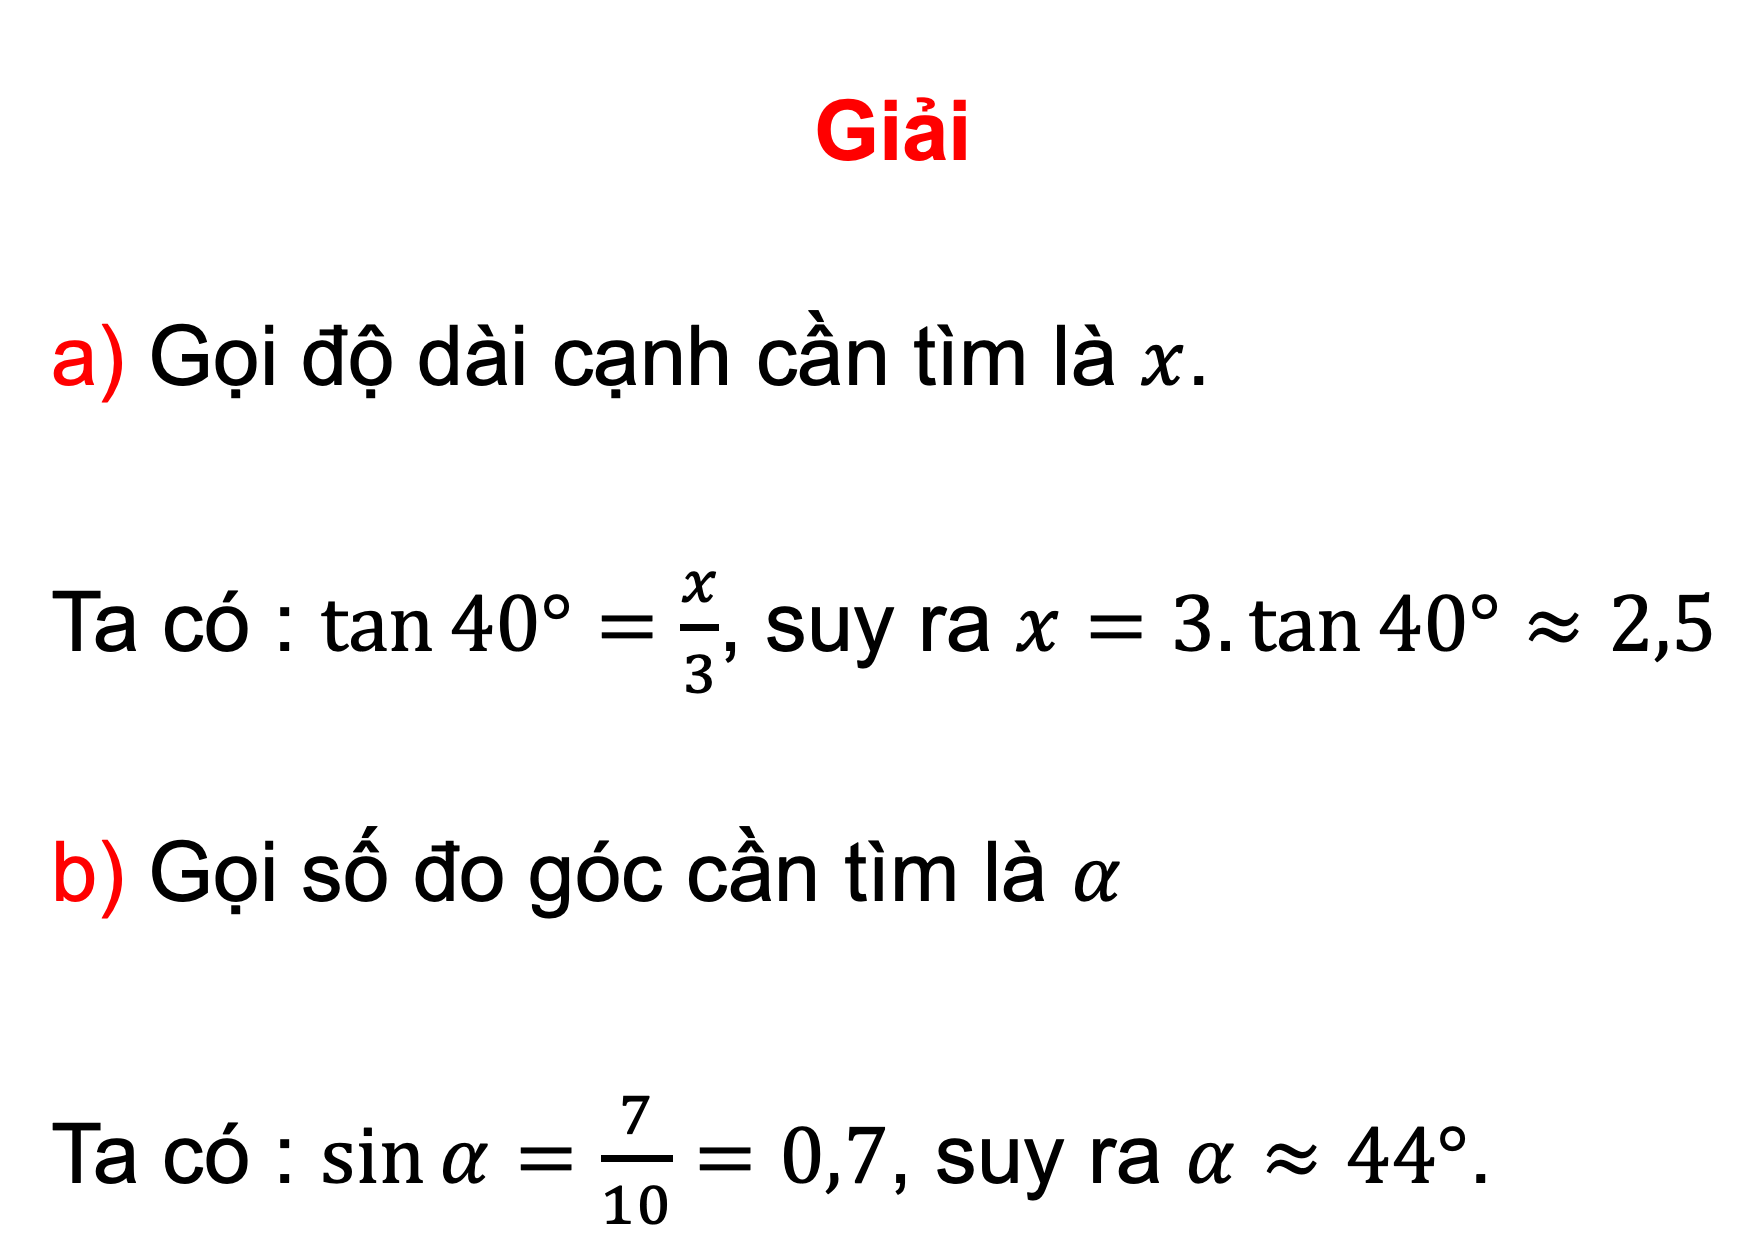 Giải
a) Gọi độ dài cạnh cần tìm là x.
Ta có : tan 40° = x/3, suy ra x = 3. tan 40° ≈ 2,5
b) Gọi số đo góc cần tìm là α
Ta có : sin α = 7/10 = 0,7, suy ra α ≈ 44°.